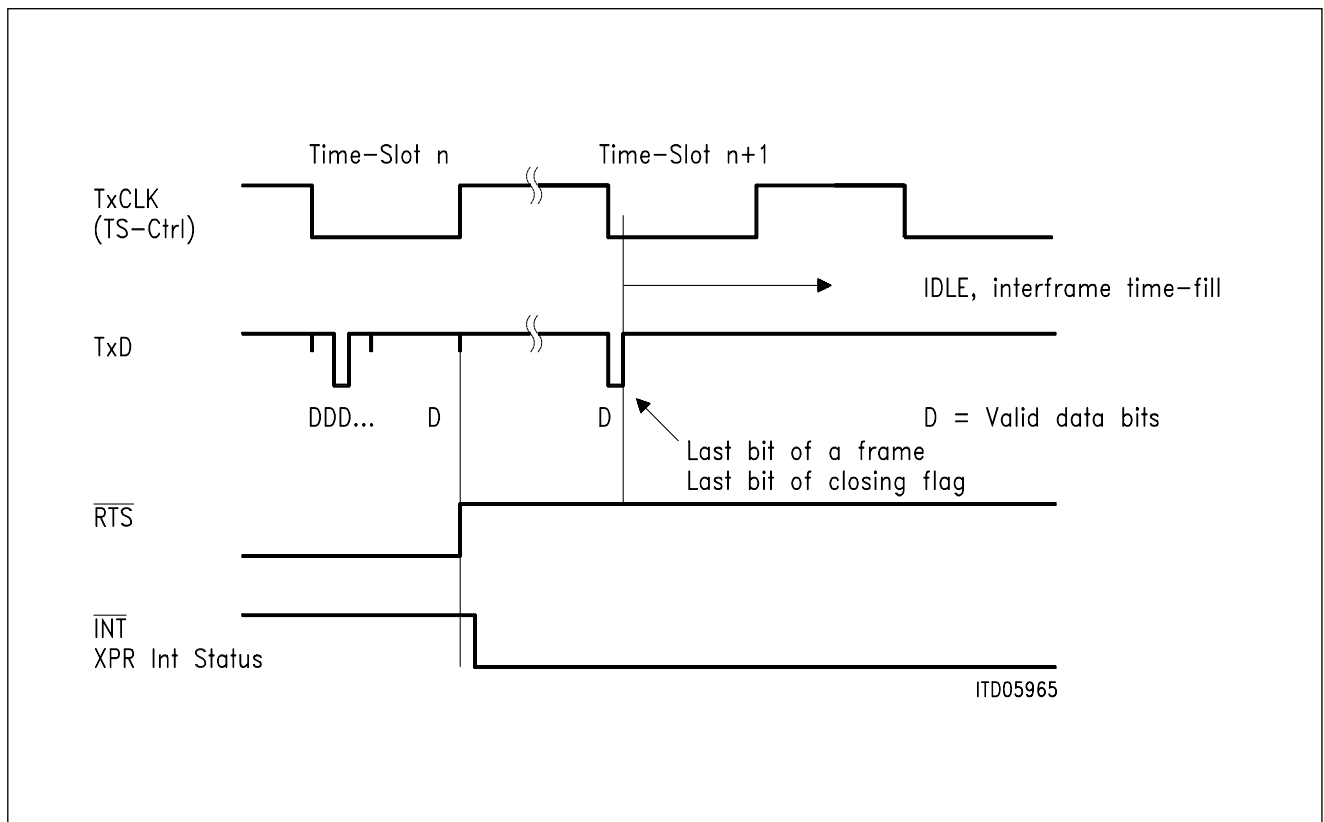 Time-Slot n Time-Slot n+1
TxCLK
(TS-Ctrl)
IDLE, interframe time-fill
TxD
DDD... D D D = Valid data bits
Last bit of a frame
Last bit of closing flag
RTS
INT
XPR Int Status
ITD05965